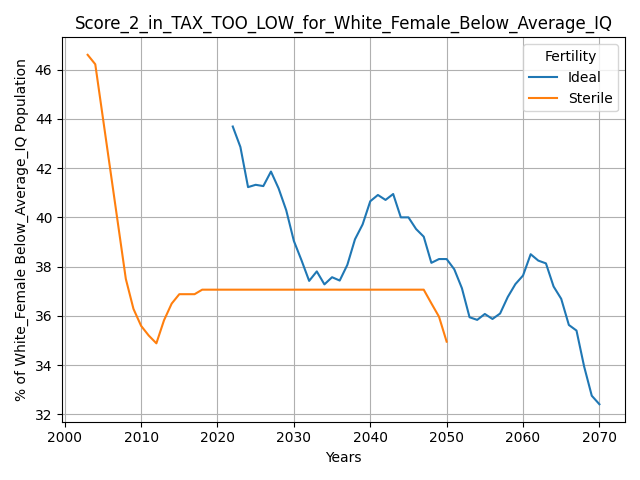 Score_2_in_TAX_TOO_LOW_for_White_Female_Below_Average_IQ
% of White_Female Below_Average_IQ Population
46
44
42
40
38
36
34
32
Fertility
Ideal
Sterile
2000 2010 2020 2030 2040 2050 2060 2070
Years